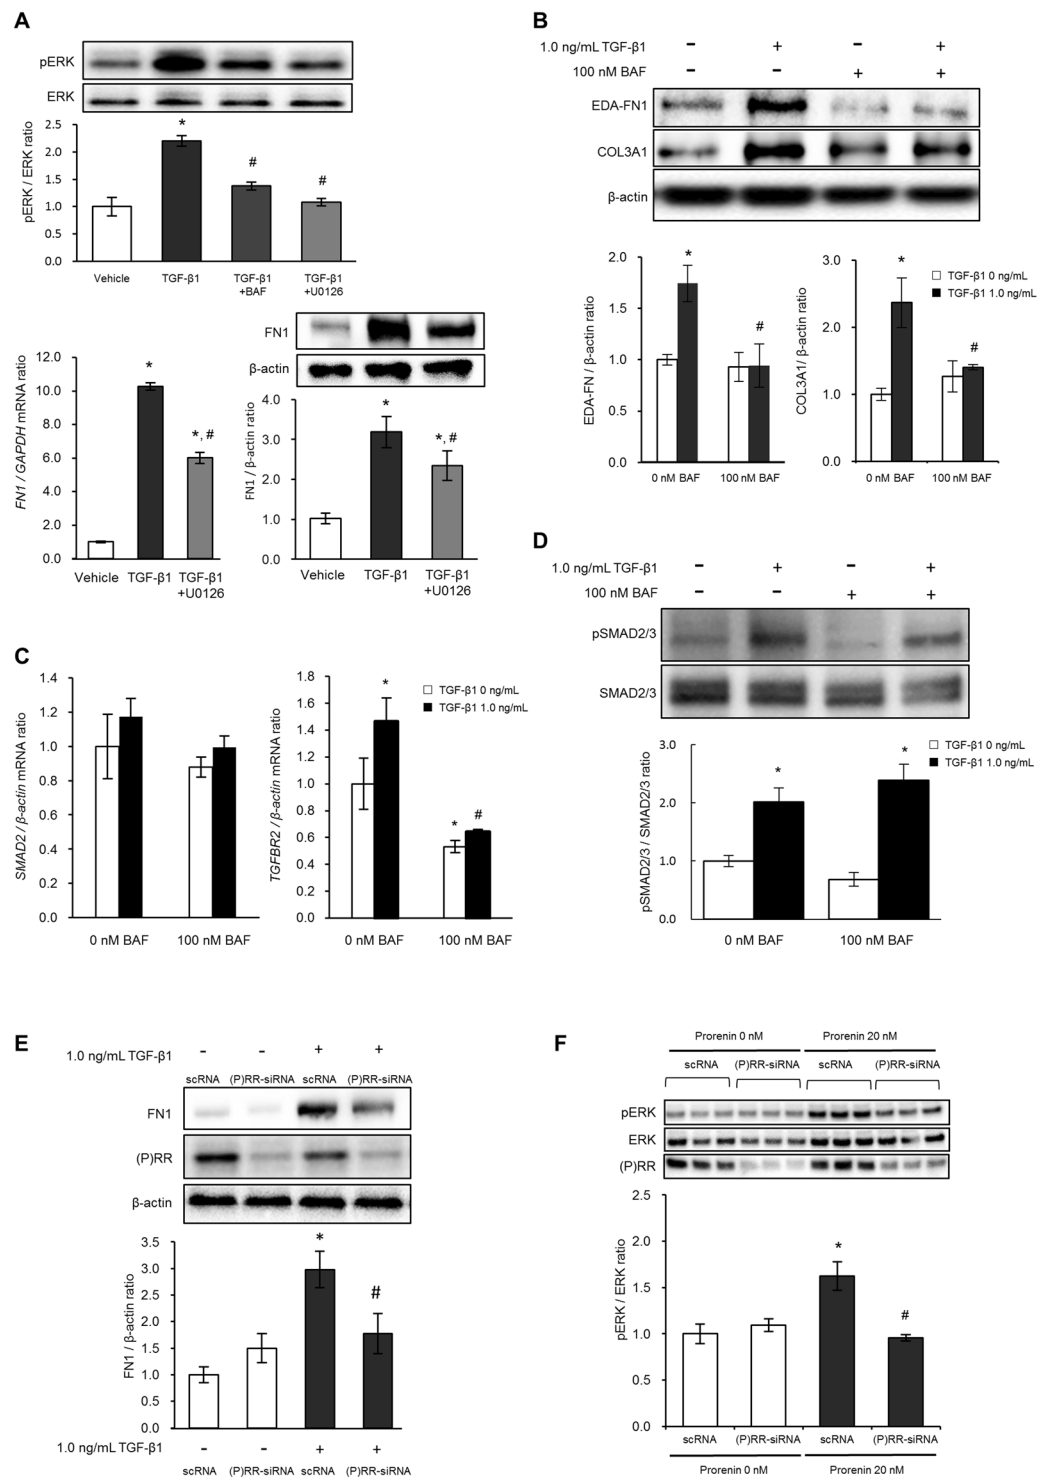 A
pERK
ERK
pERK / ERK ratio
2.5
2.0
1.5
1.0
0.5
0.0
*
#
#
Vehicle
TGF-β1
TGF-β1
+BAF
TGF-β1
+U0126
FN1 / GAPDH mRNA ratio
12.0
10.0
8.0
6.0
4.0
2.0
0.0
*
*, #
Vehicle
TGF-β1
TGF-β1
+U0126
FN1
β-actin
FN1 / β-actin ratio
4.0
3.0
2.0
1.0
0.0
*
*, #
Vehicle
TGF-β1
TGF-β1
+U0126
B
1.0 ng/mL TGF-β1 - + - +
100 nM BAF - - + +
EDA-FN1
COL3A1
β-actin
EDA-FN / β-actin ratio
2.0
1.5
1.0
0.5
0.0
*
#
0 nM BAF
100 nM BAF
COL3A1/ β-actin ratio
3.0
2.0
1.0
0.0
*
#
0 nM BAF
100 nM BAF
TGF-β1 0 ng/mL
TGF-β1 1.0 ng/mL
C
SMAD2 / β-actin mRNA ratio
1.4
1.2
1.0
0.8
0.6
0.4
0.2
0.0
0 nM BAF
100 nM BAF
TGFBR2 / β-actin mRNA ratio
1.8
1.6
1.4
1.2
1.0
0.8
0.6
0.4
0.2
0.0
*
*
#
0 nM BAF
100 nM BAF
TGF-β1 0 ng/mL
TGF-β1 1.0 ng/mL
D
1.0 ng/mL TGF-β1 - + - +
100 nM BAF - - + +
pSMAD2/3
SMAD2/3
pSMAD2/3 / SMAD2/3 ratio
3.0
2.0
1.0
0.0
*
*
TGF-β1 0 ng/mL
TGF-β1 1.0 ng/mL
0 nM BAF
100 nM BAF
E
1.0 ng/mL TGF-β1 - - + +
scRNA (P)RR-siRNA scRNA (P)RR-siRNA
FN1
(P)RR
β-actin
FN1 / β-actin ratio
3.5
3.0
2.5
2.0
1.5
1.0
0.5
0.0
*
#
1.0 ng/mL TGF-β1 - - + +
scRNA (P)RR-siRNA scRNA (P)RR-siRNA
F
Prorenin 0 nM Prorenin 20 nM
scRNA (P)RR-siRNA scRNA (P)RR-siRNA
pERK
ERK
(P)RR
pERK / ERK ratio
2.5
2.0
1.5
1.0
0.5
0.0
*
#
scRNA (P)RR-siRNA scRNA (P)RR-siRNA
Prorenin 0 nM Prorenin 20 nM